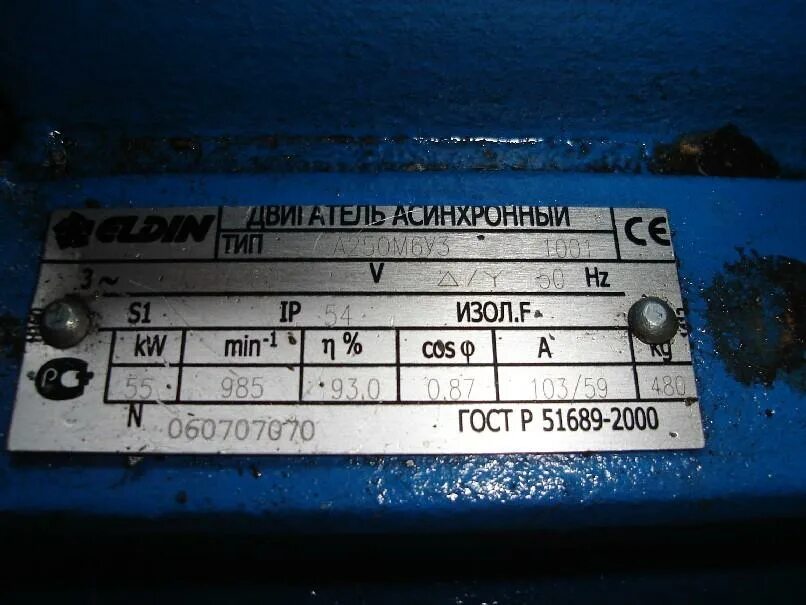 ELDIN ДВИГАТЕЛЬ АСИНХРОННЫЙ CE
ТИП А250М6У3 1001
3~ V Δ/Y 50 Hz
S1 IP 54 ИЗОЛ.F
kW min-1 η% cos φ A kg
55 985 93.0 0.87 103/59 480
N 060707070 ГОСТ Р 51689-2000